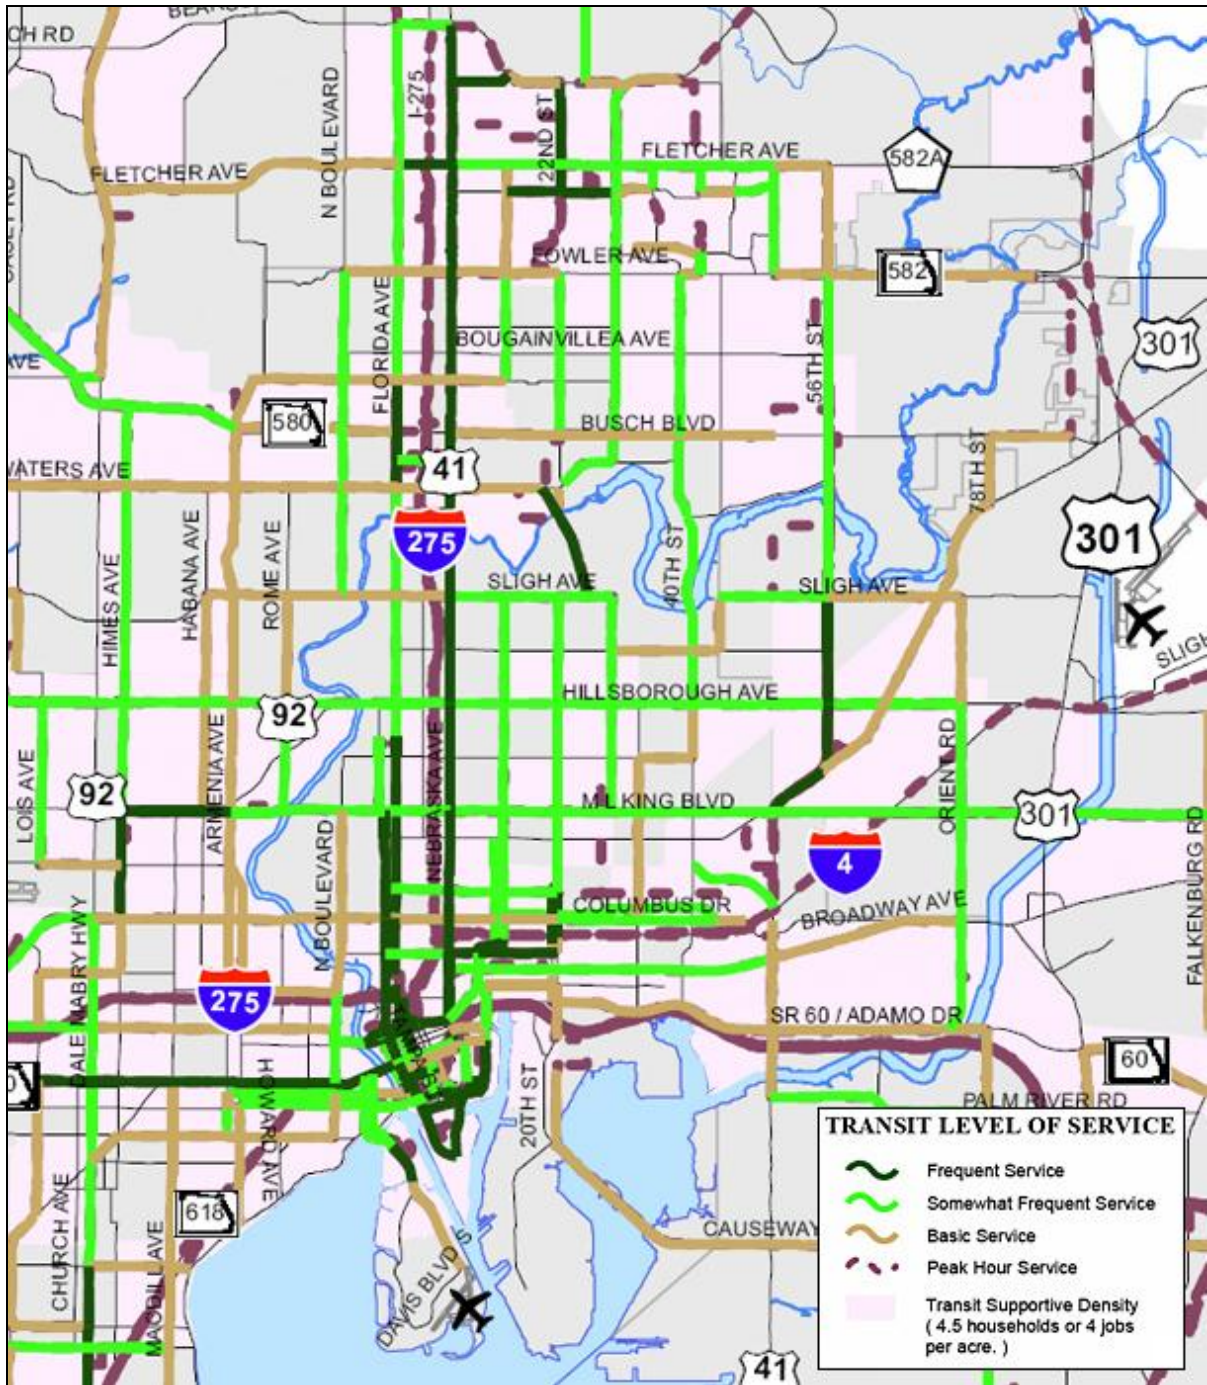 BEARS
CH RD
I-275
N BOULEVARD
22ND ST
FLETCHER AVE
582A
FLETCHER AVE
FOWLER AVE
582
301
AVE
FLORIDA AVE
BOUGAINVILLEA AVE
56TH ST
580
BUSCH BLVD
WATERS AVE
41
78TH ST
301
275
HIMES AVE
HABANA AVE
ROME AVE
SLIGH AVE
40TH ST
SLIGH AVE
SLIGH
HILLSBOROUGH AVE
92
ARMENIA AVE
NEBRASKA AVE
ORIENT RD
LOIS AVE
92
M L KING BLVD
301
N BOULEVARD
4
FALKENBURG RD
COLUMBUS DR
BROADWAY AVE
DALE MABRY HWY
275
SR 60 / ADAMO DR
HOWARD AVE
20TH ST
60
PALM RIVER RD
CHURCH AVE
MACDILL AVE
618
DAVIS BLVD S
CAUSEWAY
41
TRANSIT LEVEL OF SERVICE
Frequent Service
Somewhat Frequent Service
Basic Service
Peak Hour Service
Transit Supportive Density
( 4.5 households or 4 jobs
per acre. )